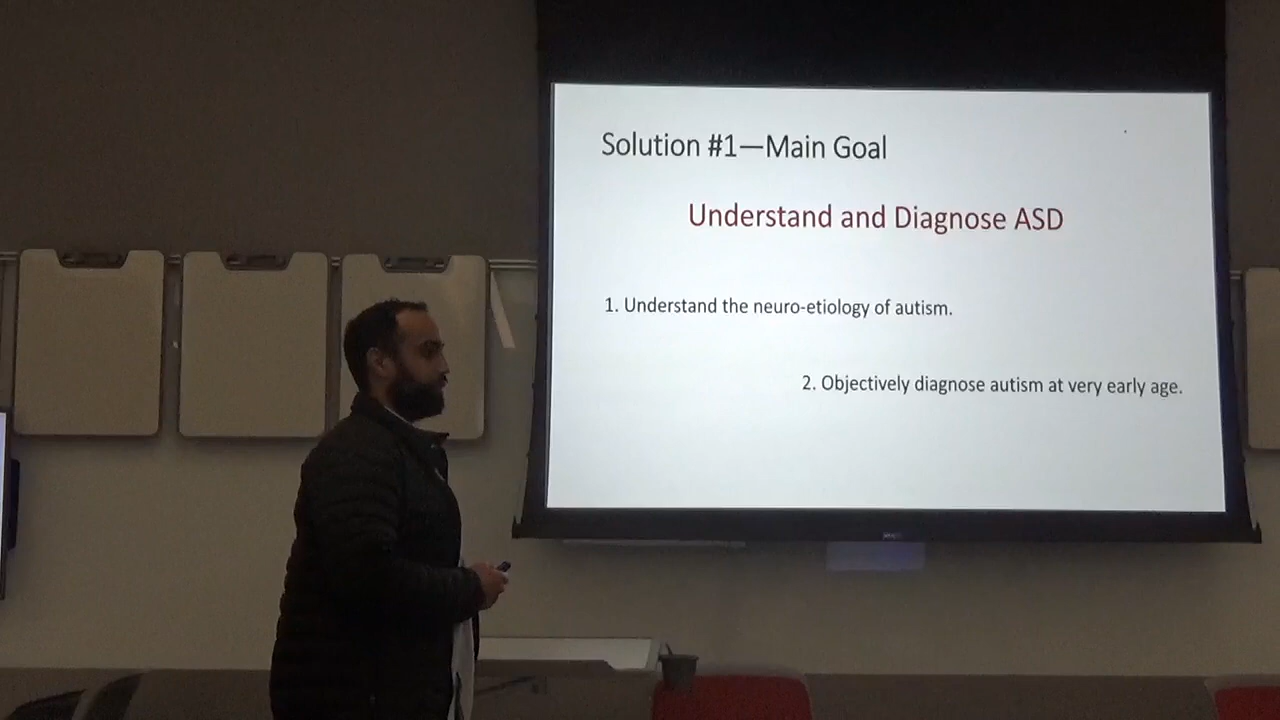 Solution #1—Main Goal
Understand and Diagnose ASD
1. Understand the neuro-etiology of autism.
2. Objectively diagnose autism at very early age.